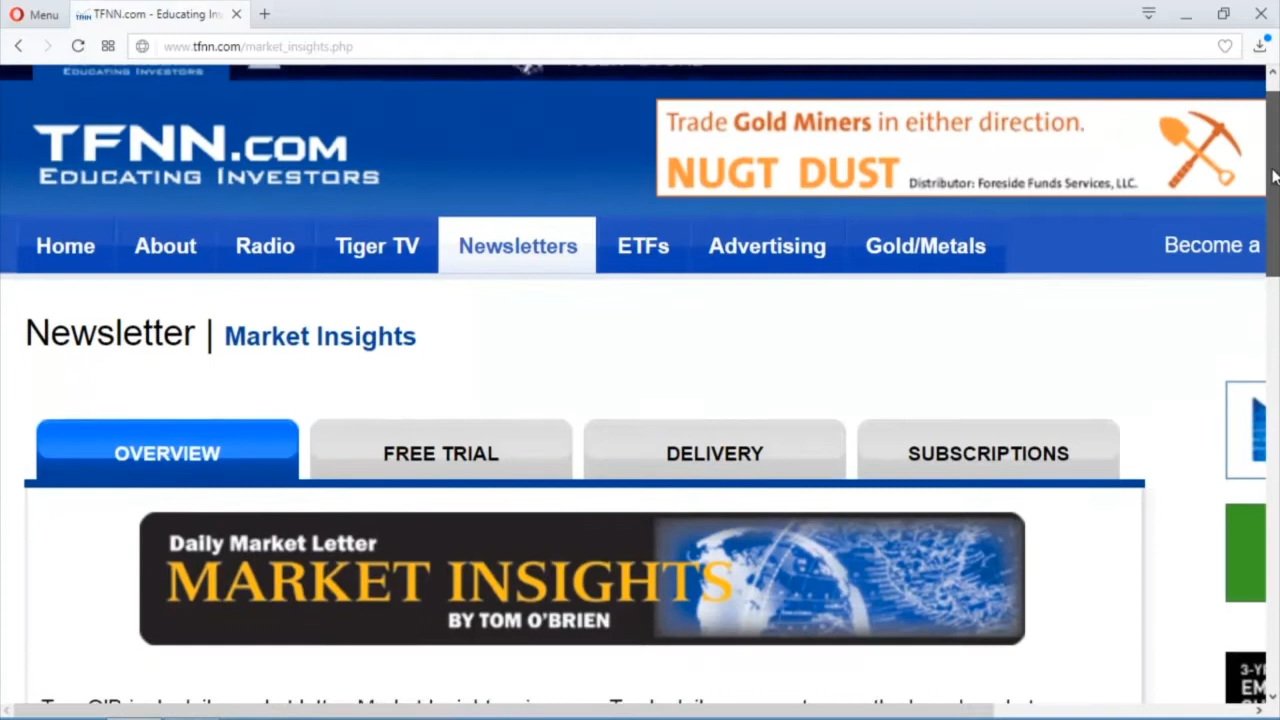 Menu
TFNN.com - Educating In
www.tfnn.com/market_insights.php
EDUCATING INVESTORS
TFNN.COM
EDUCATING INVESTORS
Trade Gold Miners in either direction.
NUGT DUST Distributor: Foreside Funds Services, LLC.
Home About Radio Tiger TV Newsletters ETFs Advertising Gold/Metals Become a
Newsletter | Market Insights
OVERVIEW FREE TRIAL DELIVERY SUBSCRIPTIONS
Daily Market Letter
MARKET INSIGHTS
BY TOM O'BRIEN
3-Y
EM